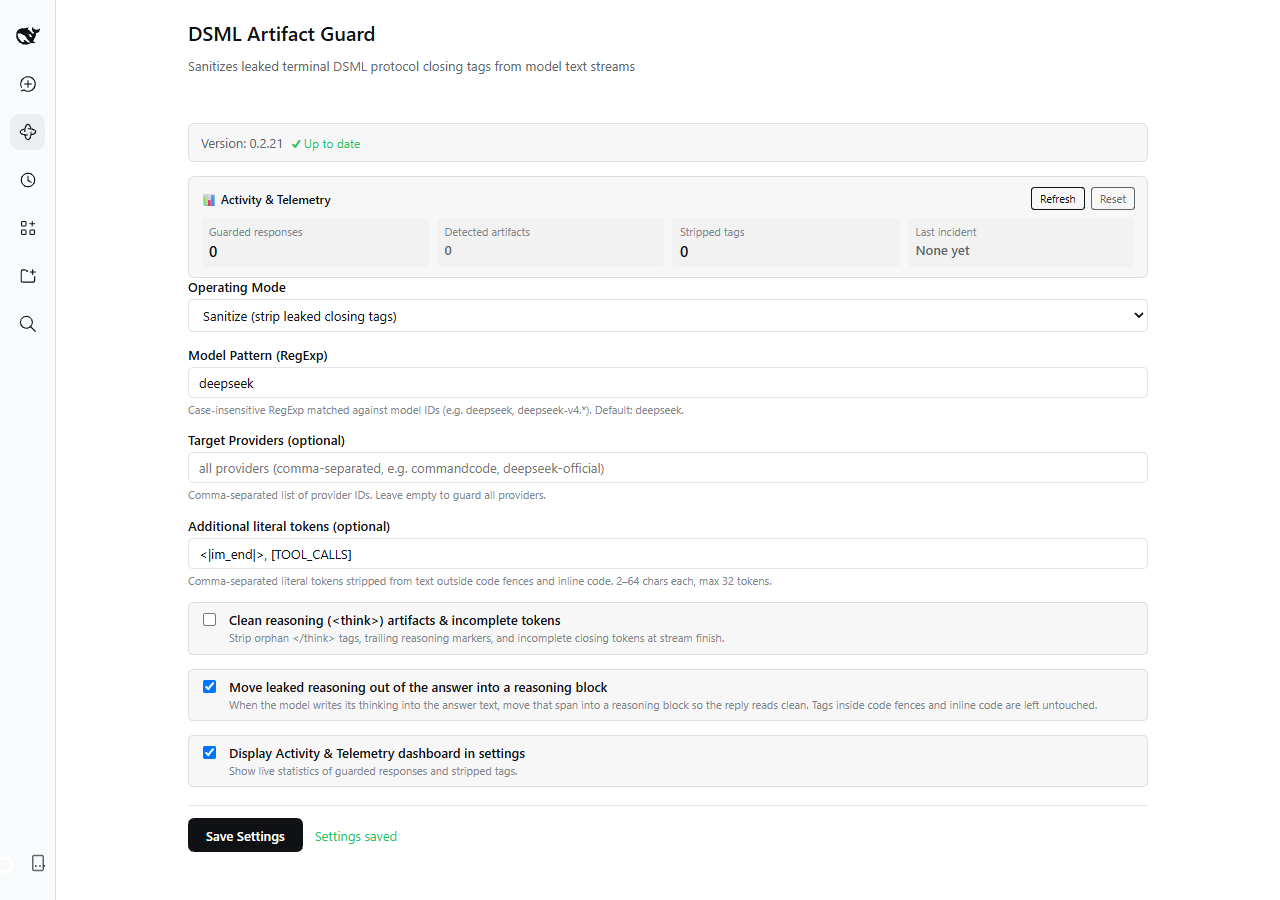 DSML Artifact Guard
Sanitizes leaked terminal DSML protocol closing tags from model text streams
Version: 0.2.21 ✓ Up to date
Activity & Telemetry
Refresh
Reset
Guarded responses
0
Detected artifacts
0
Stripped tags
0
Last incident
None yet
Operating Mode
Sanitize (strip leaked closing tags)
Model Pattern (RegExp)
deepseek
Case-insensitive RegExp matched against model IDs (e.g. deepseek, deepseek-v4.*). Default: deepseek.
Target Providers (optional)
all providers (comma-separated, e.g. commandcode, deepseek-official)
Comma-separated list of provider IDs. Leave empty to guard all providers.
Additional literal tokens (optional)
<|im_end|>, [TOOL_CALLS]
Comma-separated literal tokens stripped from text outside code fences and inline code. 2–64 chars each, max 32 tokens.
Clean reasoning (<think>) artifacts & incomplete tokens
Strip orphan </think> tags, trailing reasoning markers, and incomplete closing tokens at stream finish.
Move leaked reasoning out of the answer into a reasoning block
When the model writes its thinking into the answer text, move that span into a reasoning block so the reply reads clean. Tags inside code fences and inline code are left untouched.
Display Activity & Telemetry dashboard in settings
Show live statistics of guarded responses and stripped tags.
Save Settings
Settings saved